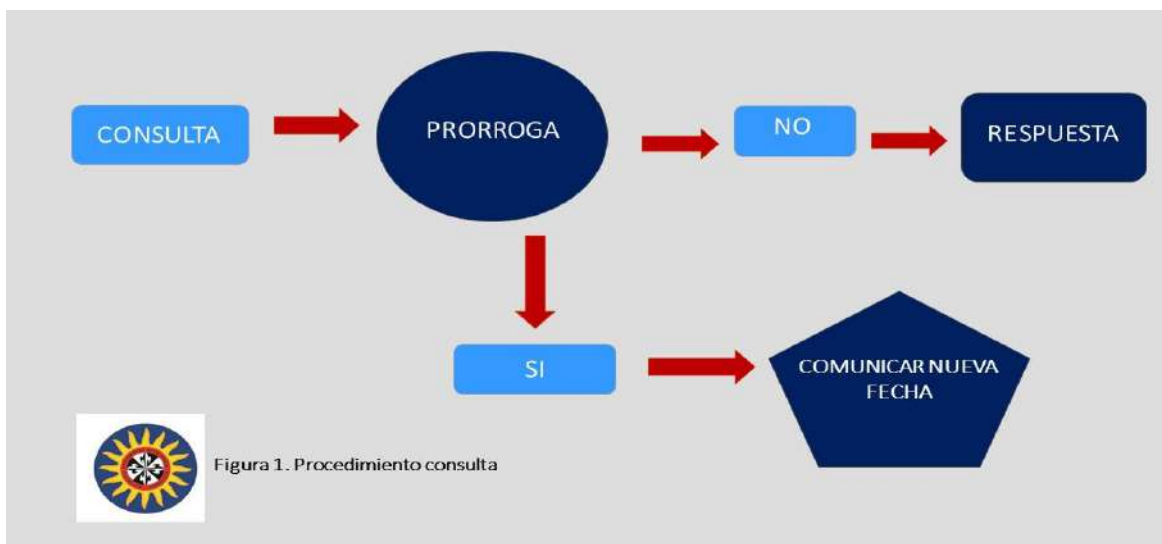 CONSULTA
PRORROGA
NO
RESPUESTA
SI
COMUNICAR NUEVA
FECHA
Figura 1. Procedimiento consulta